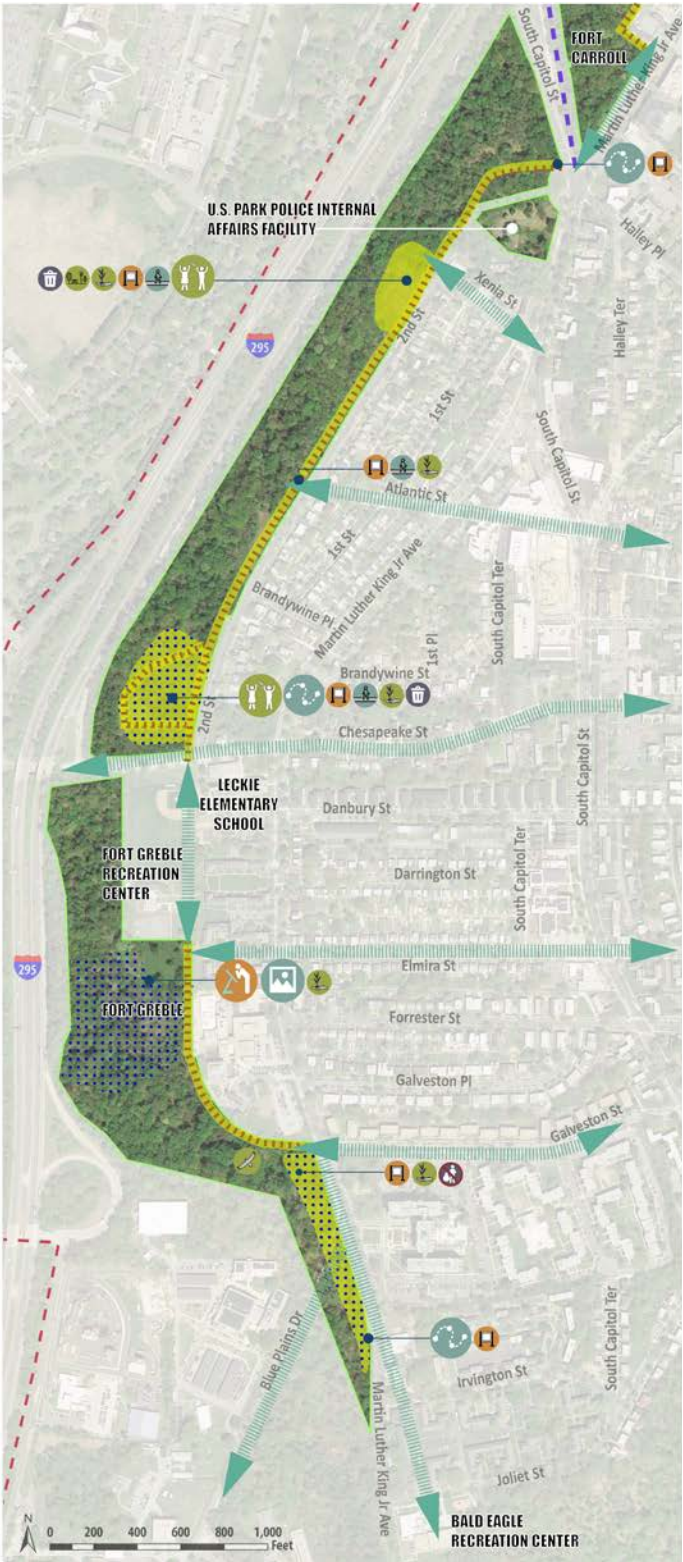 South Capitol St
FORT
CARROLL
Martin Luther King Jr Ave
U.S. PARK POLICE INTERNAL
AFFAIRS FACILITY
Halley Pl
Xenia St
Halley Ter
2nd St
295
1st St
South Capitol St
Atlantic St
1st St
Martin Luther King Jr Ave
Brandywine Pl
South Capitol Ter
1st Pl
Brandywine St
2nd St
Chesapeake St
South Capitol St
LECKIE
ELEMENTARY
SCHOOL
Danbury St
FORT GREBLE
RECREATION
CENTER
Darrington St
South Capitol Ter
295
Elmira St
FORT GREBLE
Forrester St
Galveston Pl
Galveston St
Blue Plains Dr
South Capitol Ter
Irvington St
Martin Luther King Jr Ave
Joliet St
BALD EAGLE
RECREATION CENTER
N
0 200 400 600 800 1,000
Feet